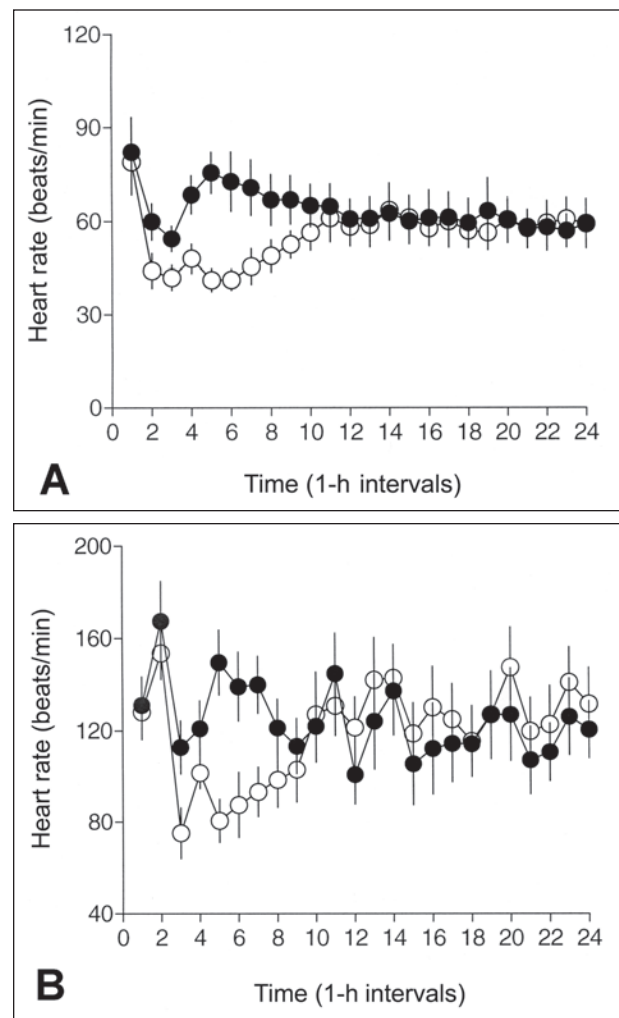 120
90
60
30
0
Heart rate (beats/min)
0 2 4 6 8 10 12 14 16 18 20 22 24
A
Time (1-h intervals)
200
160
120
80
40
Heart rate (beats/min)
0 2 4 6 8 10 12 14 16 18 20 22 24
B
Time (1-h intervals)